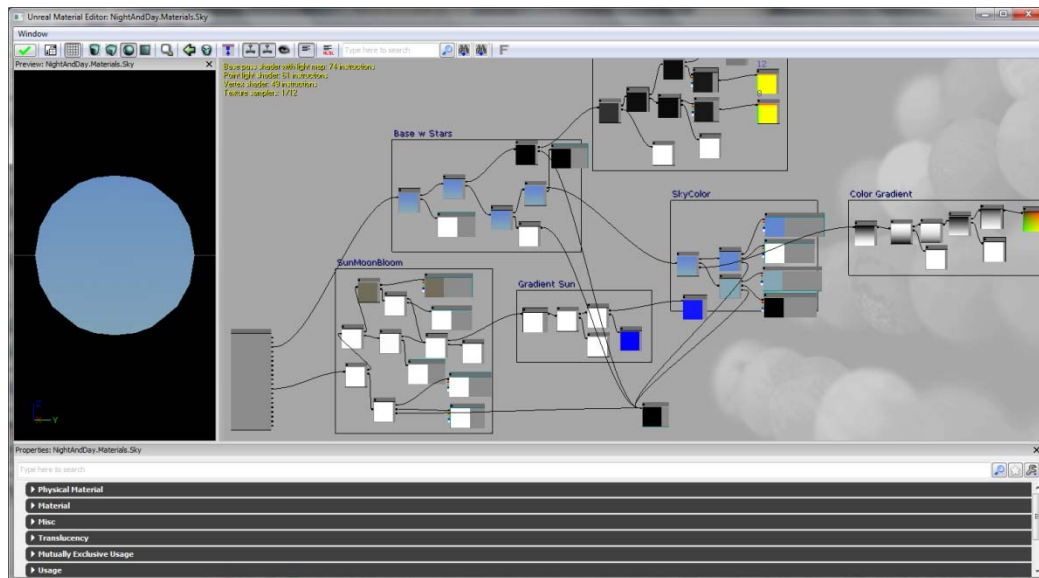 Unreal Material Editor: NightAndDay.Materials.Sky
Window
Type here to search
Preview: NightAndDay.Materials.Sky
Base pass shader with light map: 74 instructions
Point light shader: 61 instructions
Vertex shader: 49 instructions
Texture samplers: 1/12
12
Base w Stars
SkyColor
Color Gradient
SunMoonBloom
Gradient Sun
Z
Y
Properties: NightAndDay.Materials.Sky
Type here to search
Physical Material
Material
Misc
Translucency
Mutually Exclusive Usage
Usage